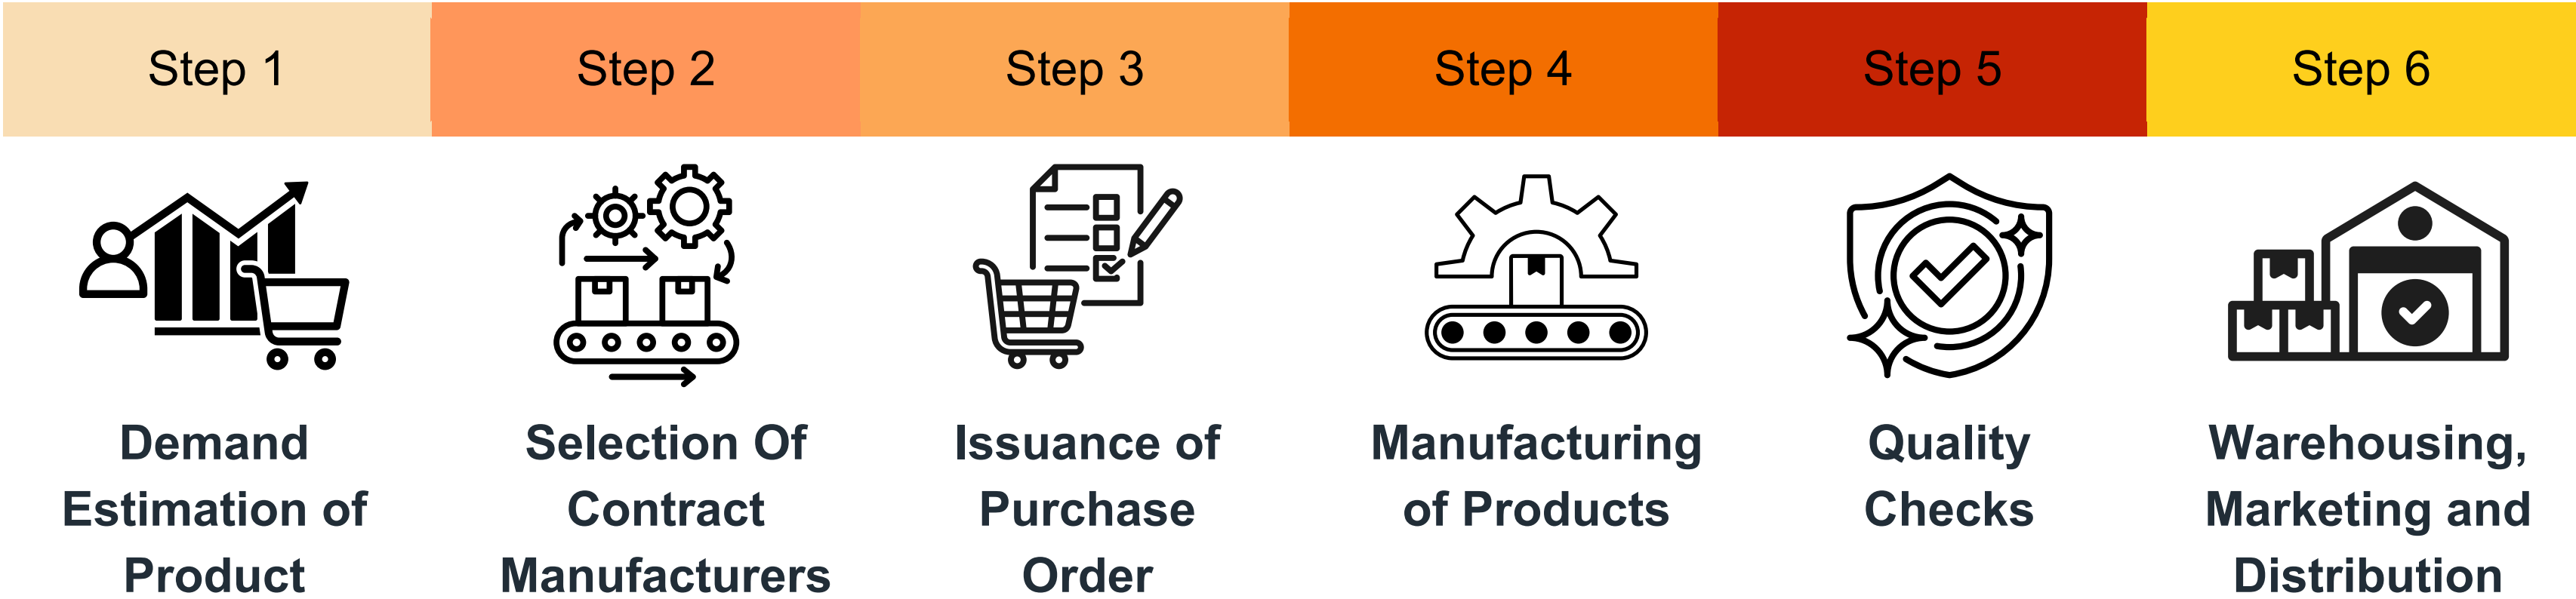 Step 1
Step 2
Step 3
Step 4
Step 5
Step 6
Demand
Estimation of
Product
Selection Of
Contract
Manufacturers
Issuance of
Purchase
Order
Manufacturing
of Products
Quality
Checks
Warehousing,
Marketing and
Distribution